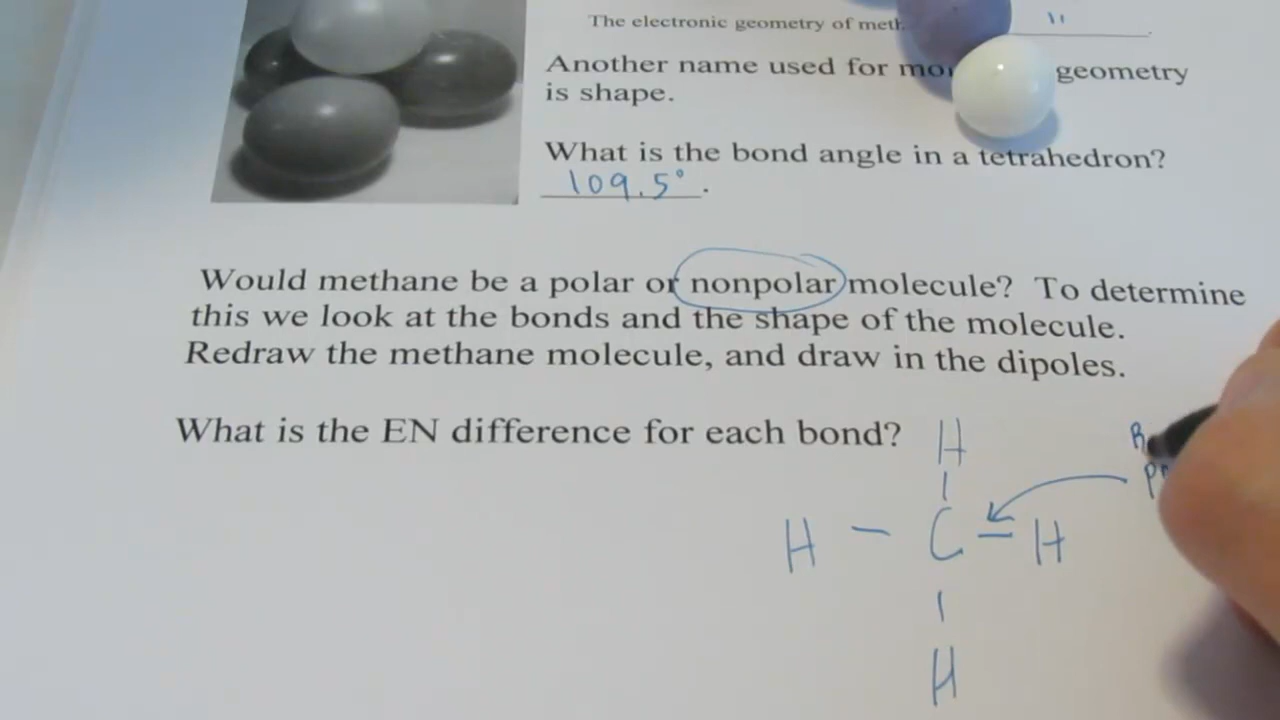 The electronic geometry of meth
"
Another name used for mo geometry
is shape.
What is the bond angle in a tetrahedron?
109.5°.
Would methane be a polar or nonpolar molecule? To determine
this we look at the bonds and the shape of the molecule.
Redraw the methane molecule, and draw in the dipoles.
What is the EN difference for each bond?
H
H - C = H
H